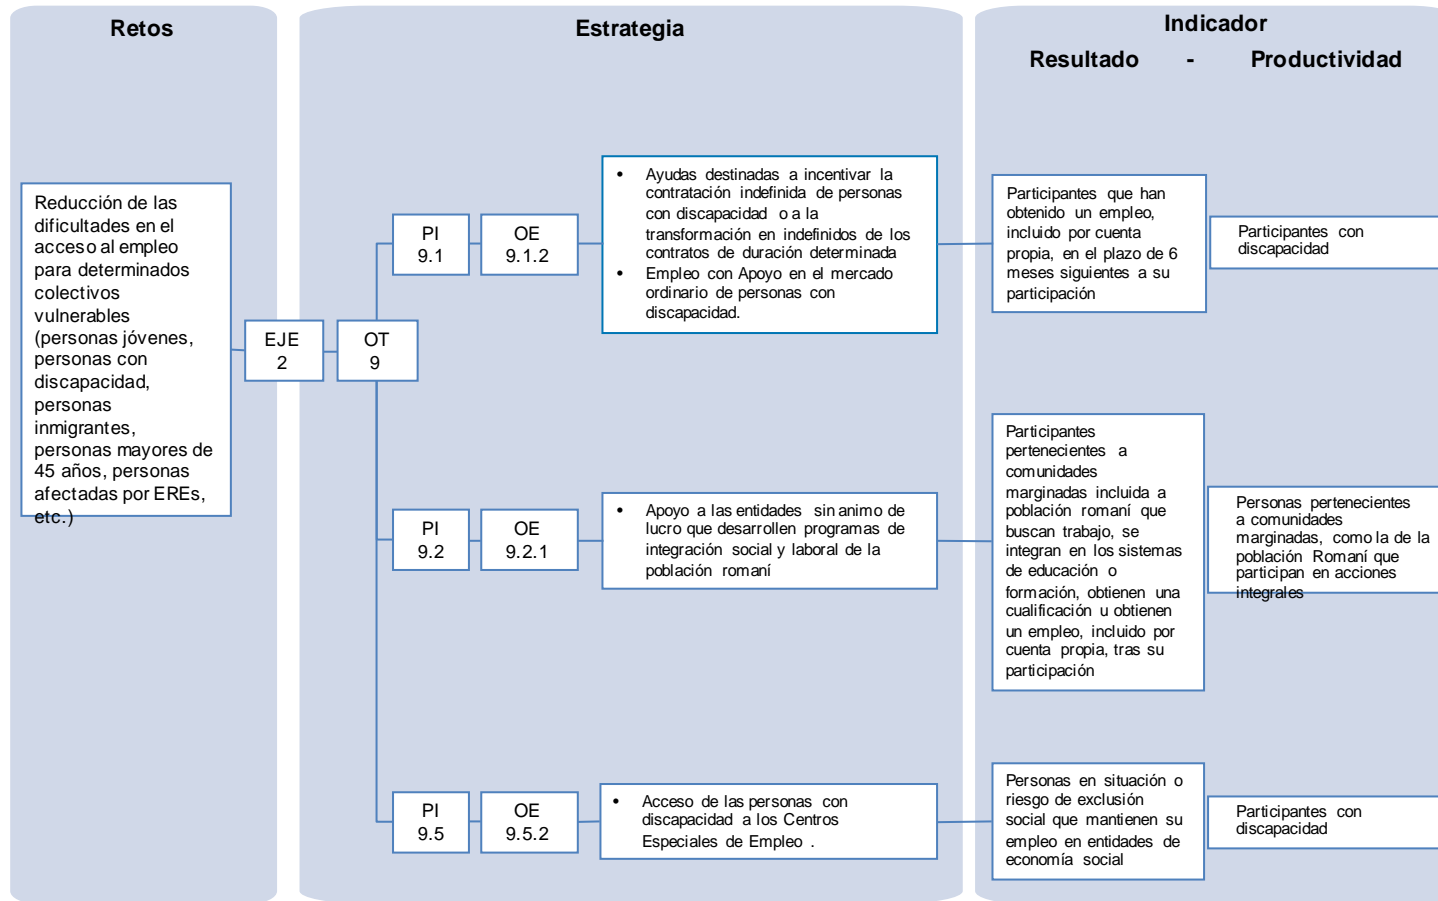 Retos
Estrategia
Indicador
Resultado - Productividad
Reducción de las
dificultades en el
acceso al empleo
para determinados
colectivos
vulnerables
(personas jóvenes,
personas con
discapacidad,
personas
inmigrantes,
personas mayores de
45 años, personas
afectadas por EREs,
etc.)
EJE
2
OT
9
PI
9.1
OE
9.1.2
• Ayudas destinadas a incentivar la
contratación indefinida de personas
con discapacidad o a la
transformación en indefinidos de los
contratos de duración determinada
• Empleo con Apoyo en el mercado
ordinario de personas con
discapacidad.
Participantes que han
obtenido un empleo,
incluido por cuenta
propia, en el plazo de 6
meses siguientes a su
participación
Participantes con
discapacidad
PI
9.2
OE
9.2.1
• Apoyo a las entidades sin animo de
lucro que desarrollen programas de
integración social y laboral de la
población romaní
Participantes
pertenecientes a
comunidades
marginadas incluida a
población romaní que
buscan trabajo, se
integran en los sistemas
de educación o
formación, obtienen una
cualificación u obtienen
un empleo, incluido por
cuenta propia, tras su
participación
Personas pertenecientes
a comunidades
marginadas, como la de la
población Romaní que
participan en acciones
integrales
PI
9.5
OE
9.5.2
• Acceso de las personas con
discapacidad a los Centros
Especiales de Empleo .
Personas en situación o
riesgo de exclusión
social que mantienen su
empleo en entidades de
economía social
Participantes con
discapacidad